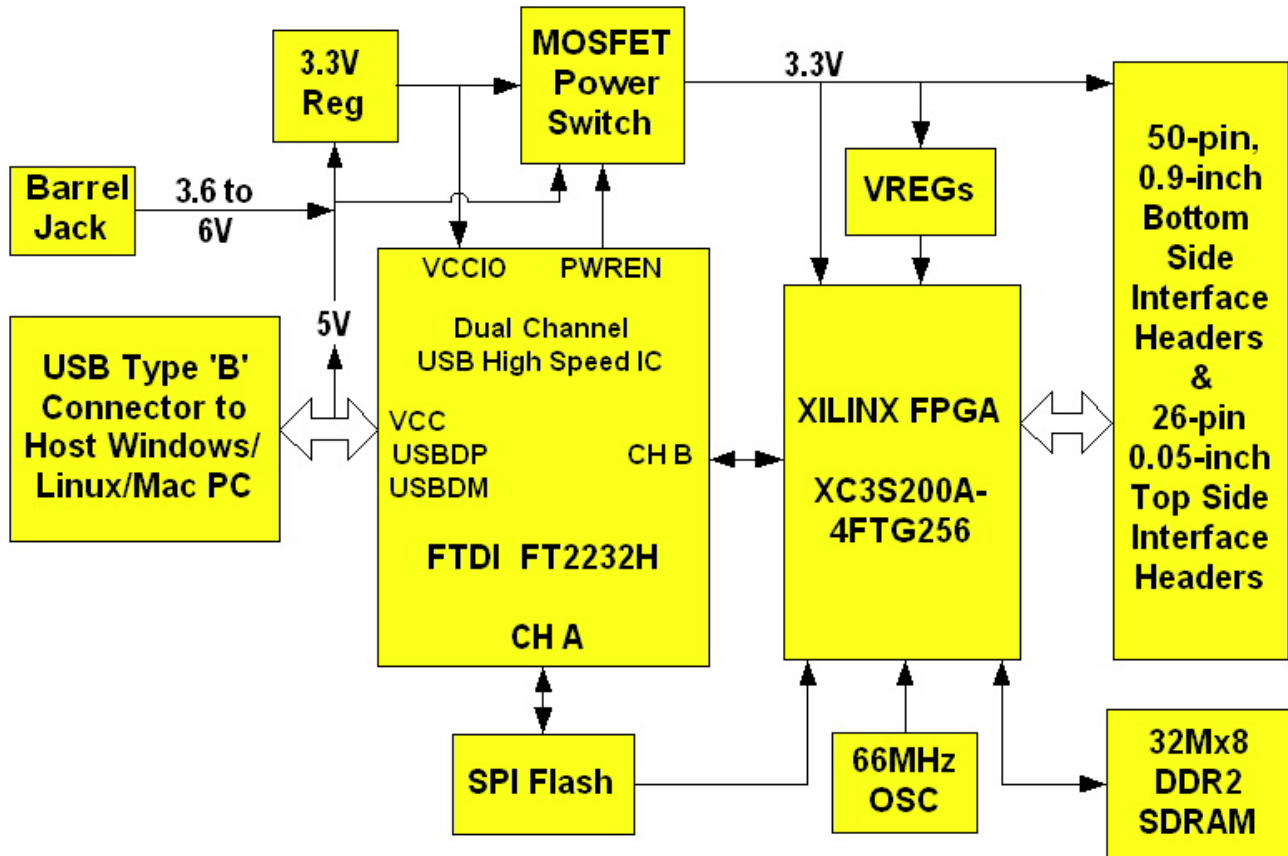 MOSFET
Power
Switch
3.3V
Reg
3.3V
50-pin,
0.9-inch
Bottom
Side
Interface
Headers
&
26-pin
0.05-inch
Top Side
Interface
Headers
Barrel
Jack
3.6 to
6V
VREGs
VCCIO
PWREN
5V
Dual Channel
USB High Speed IC
USB Type 'B'
Connector to
Host Windows/
Linux/Mac PC
VCC
USBDP
USBDM
CH B
FTDI FT2232H
CH A
XILINX FPGA
XC3S200A-
4FTG256
SPI Flash
66MHz
OSC
32Mx8
DDR2
SDRAM